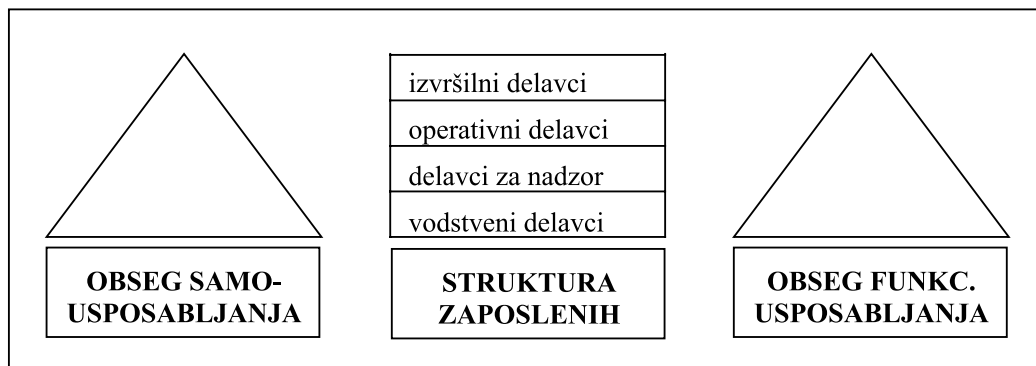 izvršilni delavci
operativni delavci
delavci za nadzor
vodstveni delavci
OBSEG SAMO-
USPOSABLJANJA
STRUKTURA
ZAPOSLENIH
OBSEG FUNKC.
USPOSABLJANJA